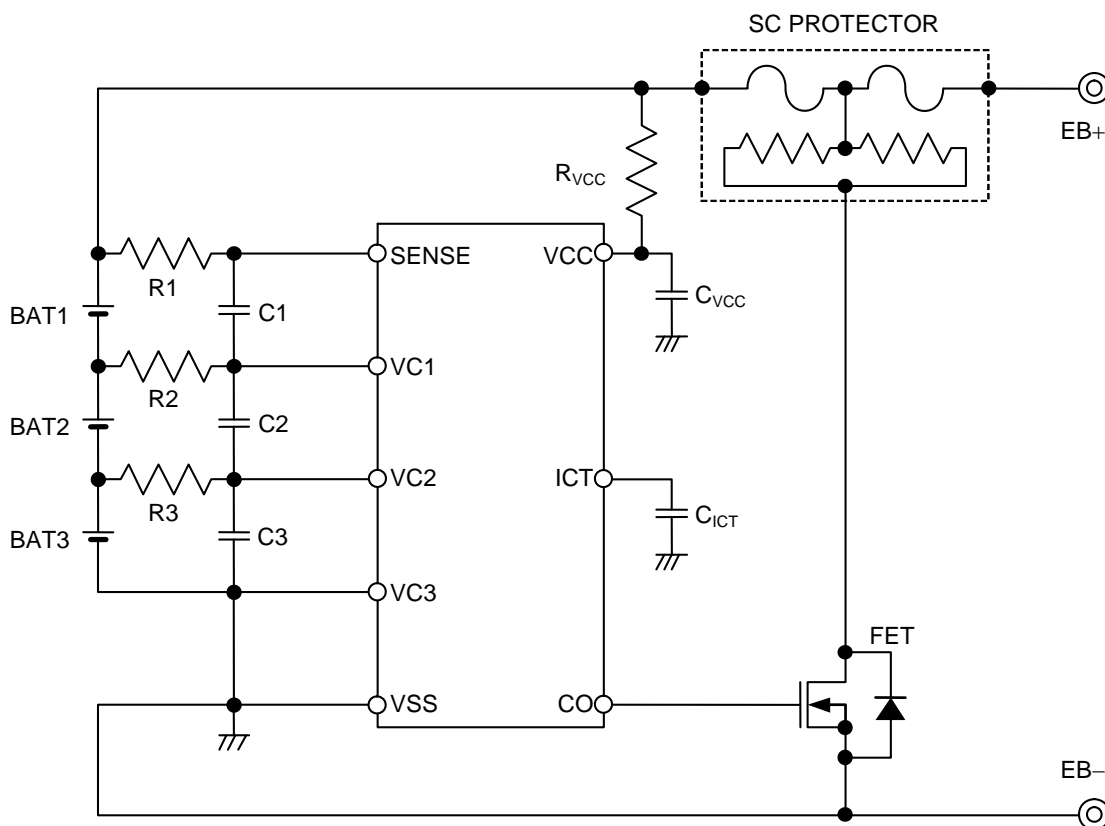 SC PROTECTOR
EB+
RVCC
SENSE
VCC
R1
BAT1
C1
CVCC
VC1
R2
BAT2
C2
VC2
ICT
R3
BAT3
C3
CICT
VC3
FET
VSS
CO
EB−